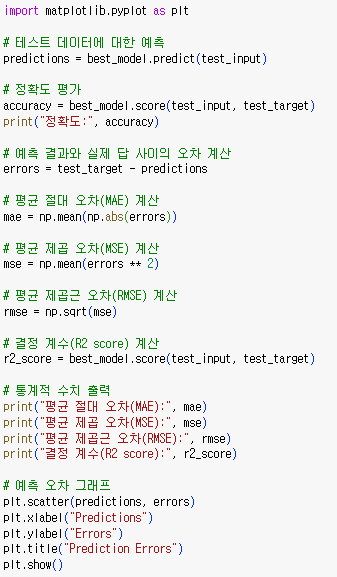 import matplotlib.pyplot as plt
# 테스트 데이터에 대한 예측
predictions = best_model.predict(test_input)
# 정확도 평가
accuracy = best_model.score(test_input, test_target)
print("정확도:", accuracy)
# 예측 결과와 실제 답 사이의 오차 계산
errors = test_target - predictions
# 평균 절대 오차(MAE) 계산
mae = np.mean(np.abs(errors))
# 평균 제곱 오차(MSE) 계산
mse = np.mean(errors ** 2)
# 평균 제곱근 오차(RMSE) 계산
rmse = np.sqrt(mse)
# 결정 계수(R2 score) 계산
r2_score = best_model.score(test_input, test_target)
# 통계적 수치 출력
print("평균 절대 오차(MAE):", mae)
print("평균 제곱 오차(MSE):", mse)
print("평균 제곱근 오차(RMSE):", rmse)
print("결정 계수(R2 score):", r2_score)
# 예측 오차 그래프
plt.scatter(predictions, errors)
plt.xlabel("Predictions")
plt.ylabel("Errors")
plt.title("Prediction Errors")
plt.show()